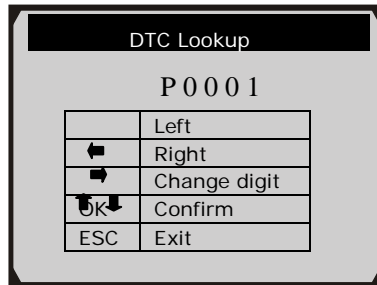 DTC Lookup
P0001
Left
← Right
→ Change digit
OK Confirm
ESC Exit